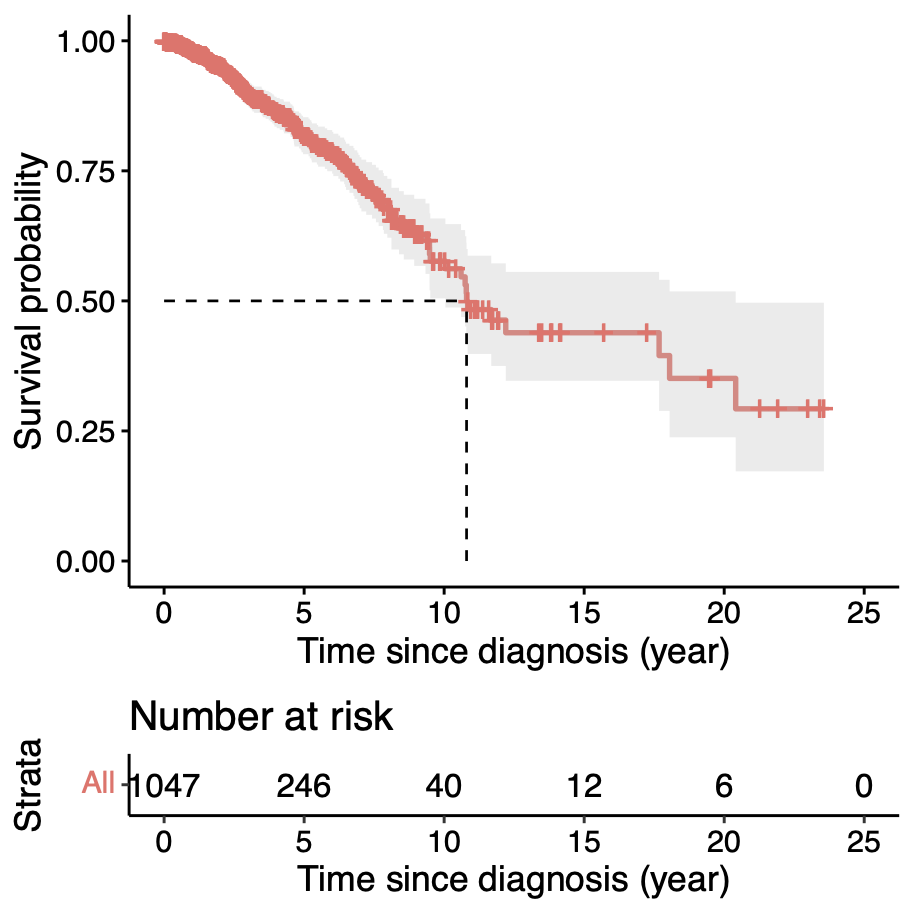 1.00
0.75
0.50
0.25
0.00
Survival probability
0 5 10 15 20 25
Time since diagnosis (year)
Number at risk
Strata
All 1047 246 40 12 6 0
0 5 10 15 20 25
Time since diagnosis (year)